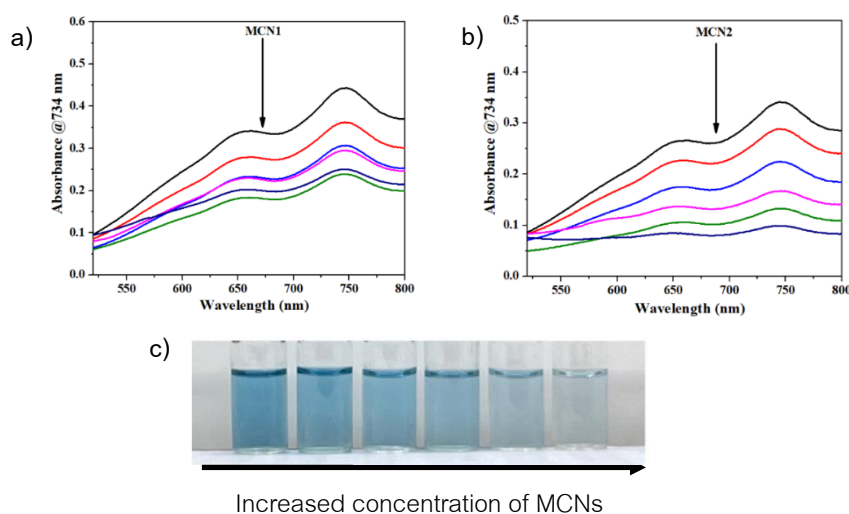 a)
MCN1
Absorbance @734 nm
0.6
0.5
0.4
0.3
0.2
0.1
0.0
550 600 650 700 750 800
Wavelength (nm)
b)
MCN2
Absorbance @734 nm
0.5
0.4
0.3
0.2
0.1
0.0
550 600 650 700 750 800
Wavelength (nm)
c)
Increased concentration of MCNs